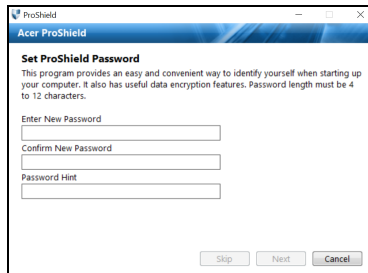 ProShield
Acer ProShield
Set ProShield Password
This program provides an easy and convenient way to identify yourself when starting up
your computer. It also has useful data encryption features. Password length must be 4
to 12 characters.
Enter New Password
Confirm New Password
Password Hint
Skip Next Cancel